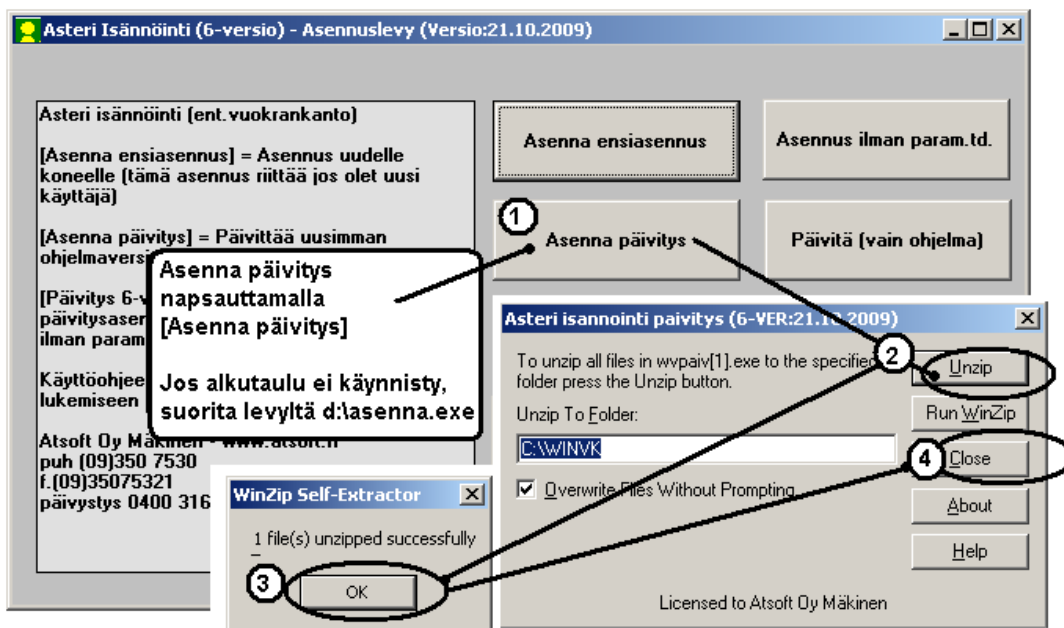 Asteri Isännöinti (6-versio) - Asennuslevy (Versio:21.10.2009)
Asteri isännöinti (ent.vuokrankanto)
[Asenna ensiasennus] = Asennus uudelle
koneelle (tämä asennus riittää jos olet uusi
käyttäjä)
[Asenna päivitys] = Päivittää uusimman
ohjelmaversi
[Päivitys 6-v
päivitysaser
ilman param
Käyttöohjee
lukemiseen
Atsoft Oy Mäkinen - www.atsoft.fi
puh (09)350 7530
f.(09)35075321
päivystys 0400 316
Asenna ensiasennus
Asennus ilman param.td.
1
Asenna päivitys
Päivitä (vain ohjelma)
Asenna päivitys
napsauttamalla
[Asenna päivitys]
Jos alkutaulu ei käynnisty,
suorita levyltä d:\asenna.exe
Asteri isannointi paivitys (6-VER:21.10.2009)
To unzip all files in wvpaiv[1].exe to the specified
folder press the Unzip button.
2
Unzip
Unzip To Folder:
Run WinZip
C:\WINVK
4
Close
Overwrite Files Without Prompting
About
Help
Licensed to Atsoft Oy Mäkinen
WinZip Self-Extractor
1 file(s) unzipped successfully
3
OK